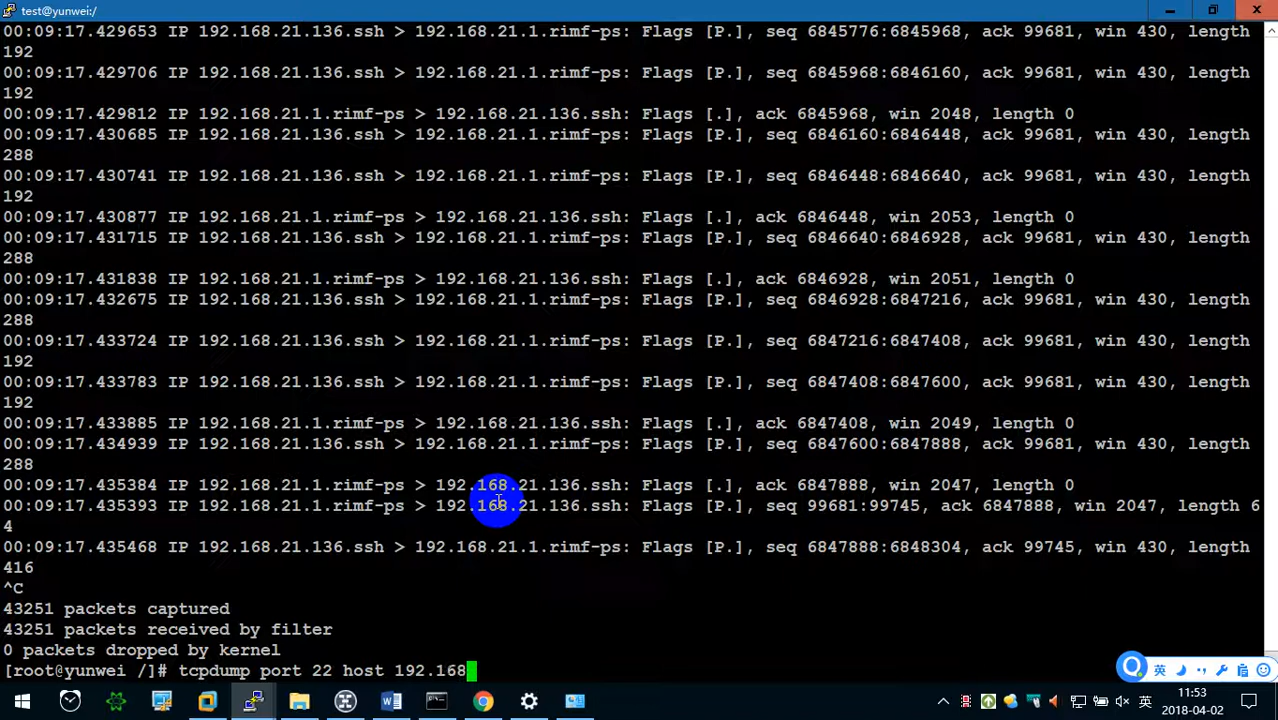 test@yunwei:/
00:09:17.429653 IP 192.168.21.136.ssh > 192.168.21.1.rimf-ps: Flags [P.], seq 6845776:6845968, ack 99681, win 430, length
192
00:09:17.429706 IP 192.168.21.136.ssh > 192.168.21.1.rimf-ps: Flags [P.], seq 6845968:6846160, ack 99681, win 430, length
192
00:09:17.429812 IP 192.168.21.1.rimf-ps > 192.168.21.136.ssh: Flags [.], ack 6845968, win 2048, length 0
00:09:17.430685 IP 192.168.21.136.ssh > 192.168.21.1.rimf-ps: Flags [P.], seq 6846160:6846448, ack 99681, win 430, length
288
00:09:17.430741 IP 192.168.21.136.ssh > 192.168.21.1.rimf-ps: Flags [P.], seq 6846448:6846640, ack 99681, win 430, length
192
00:09:17.430877 IP 192.168.21.1.rimf-ps > 192.168.21.136.ssh: Flags [.], ack 6846448, win 2053, length 0
00:09:17.431715 IP 192.168.21.136.ssh > 192.168.21.1.rimf-ps: Flags [P.], seq 6846640:6846928, ack 99681, win 430, length
288
00:09:17.431838 IP 192.168.21.1.rimf-ps > 192.168.21.136.ssh: Flags [.], ack 6846928, win 2051, length 0
00:09:17.432675 IP 192.168.21.136.ssh > 192.168.21.1.rimf-ps: Flags [P.], seq 6846928:6847216, ack 99681, win 430, length
288
00:09:17.433724 IP 192.168.21.136.ssh > 192.168.21.1.rimf-ps: Flags [P.], seq 6847216:6847408, ack 99681, win 430, length
192
00:09:17.433783 IP 192.168.21.136.ssh > 192.168.21.1.rimf-ps: Flags [P.], seq 6847408:6847600, ack 99681, win 430, length
192
00:09:17.433885 IP 192.168.21.1.rimf-ps > 192.168.21.136.ssh: Flags [.], ack 6847408, win 2049, length 0
00:09:17.434939 IP 192.168.21.136.ssh > 192.168.21.1.rimf-ps: Flags [P.], seq 6847600:6847888, ack 99681, win 430, length
288
00:09:17.435384 IP 192.168.21.1.rimf-ps > 192.168.21.136.ssh: Flags [.], ack 6847888, win 2047, length 0
00:09:17.435393 IP 192.168.21.1.rimf-ps > 192.168.21.136.ssh: Flags [P.], seq 99681:99745, ack 6847888, win 2047, length 6
4
00:09:17.435468 IP 192.168.21.136.ssh > 192.168.21.1.rimf-ps: Flags [P.], seq 6847888:6848304, ack 99745, win 430, length
416
^C
43251 packets captured
43251 packets received by filter
0 packets dropped by kernel
[root@yunwei /]# tcpdump port 22 host 192.168
英
英
11:53
2018-04-02